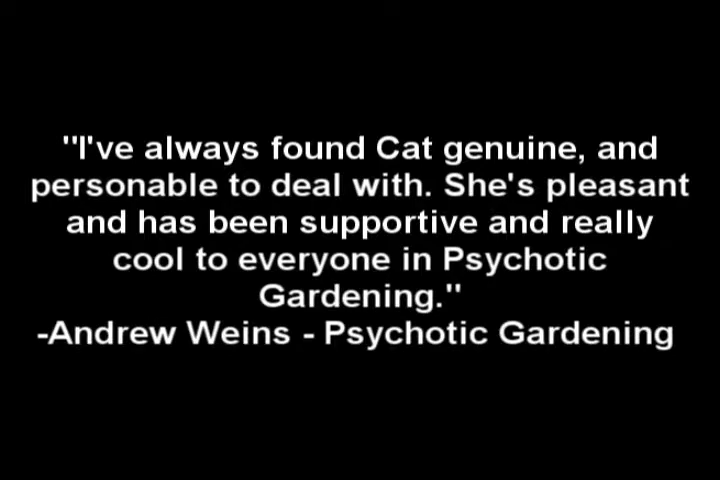 "I've always found Cat genuine, and
personable to deal with. She's pleasant
and has been supportive and really
cool to everyone in Psychotic
Gardening."
-Andrew Weins - Psychotic Gardening